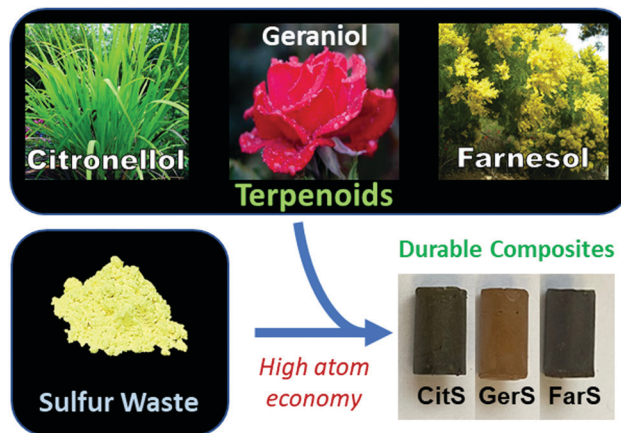 Citronellol
Geraniol
Farnesol
Terpenoids
Sulfur Waste
High atom
economy
Durable Composites
CitS GerS FarS